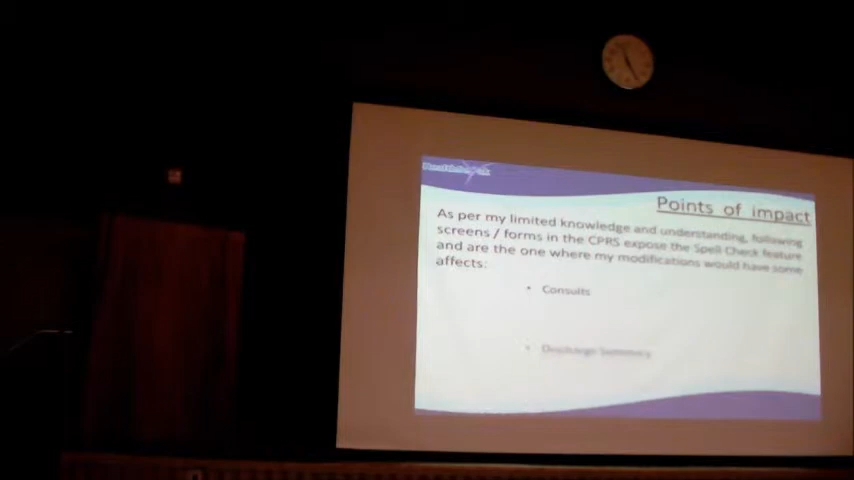 Points of impact
As per my limited knowledge and understanding, following
screens / forms in the CPRS expose the Spell Check feature
and are the one where my modifications would have some
affects:
• Consults
• Discharge Summary